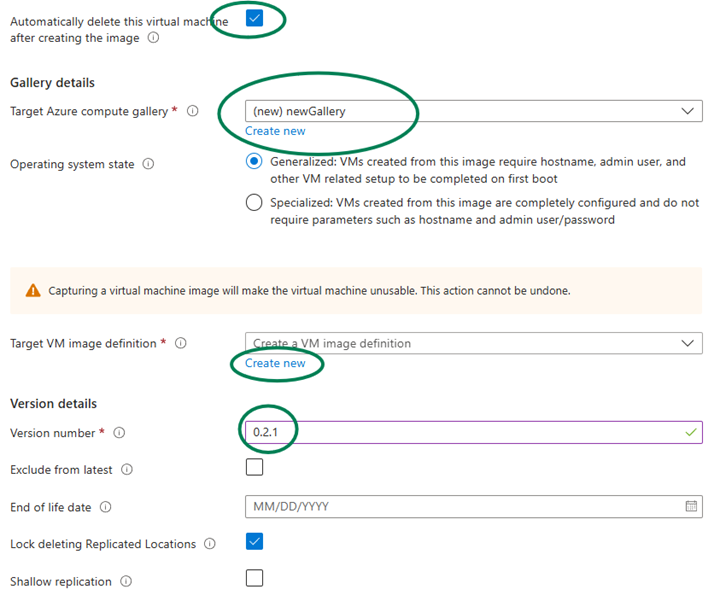 Automatically delete this virtual machine
after creating the image
Gallery details
Target Azure compute gallery *
(new) newGallery
Create new
Operating system state
Generalized: VMs created from this image require hostname, admin user, and
other VM related setup to be completed on first boot
Specialized: VMs created from this image are completely configured and do not
require parameters such as hostname and admin user/password
Capturing a virtual machine image will make the virtual machine unusable. This action cannot be undone.
Target VM image definition *
Create a VM image definition
Create new
Version details
Version number *
0.2.1
Exclude from latest
End of life date
MM/DD/YYYY
Lock deleting Replicated Locations
Shallow replication